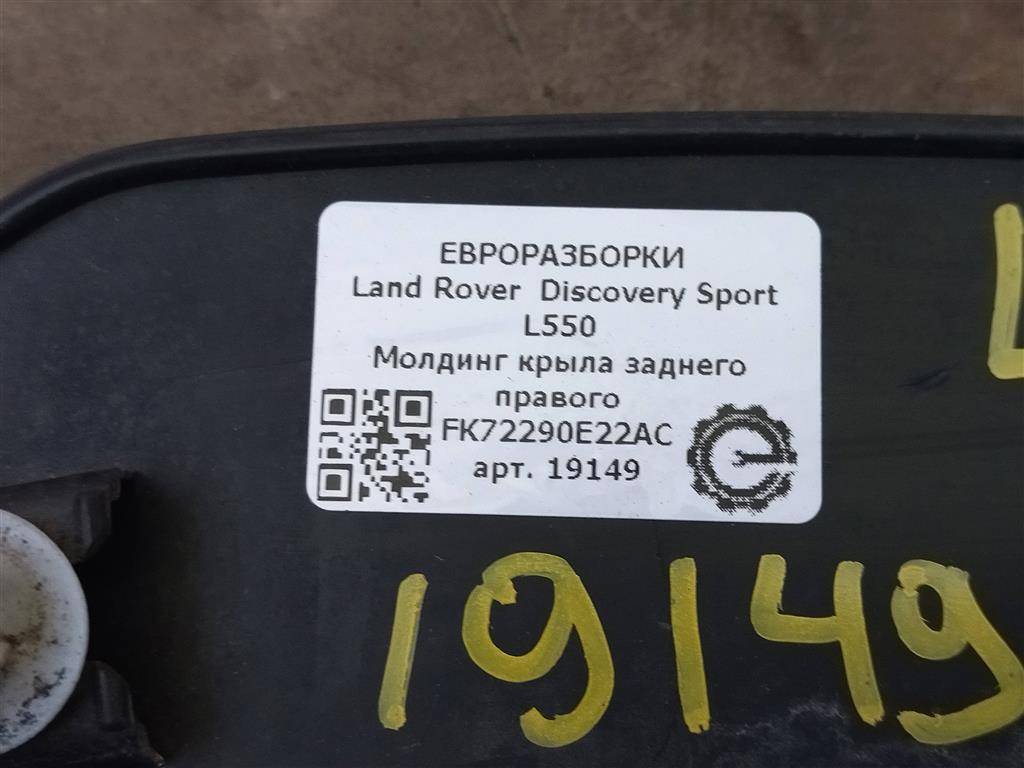 ЕВРОРАЗБОРКИ
Land Rover Discovery Sport
L550
Молдинг крыла заднего
правого
FK72290E22AC
арт. 19149
19149